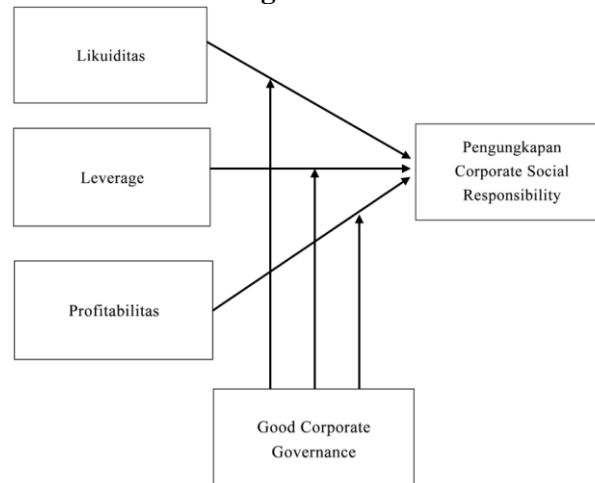 Likuiditas
Leverage
Pengungkapan
Corporate Social
Responsibility
Profitabilitas
Good Corporate
Governance